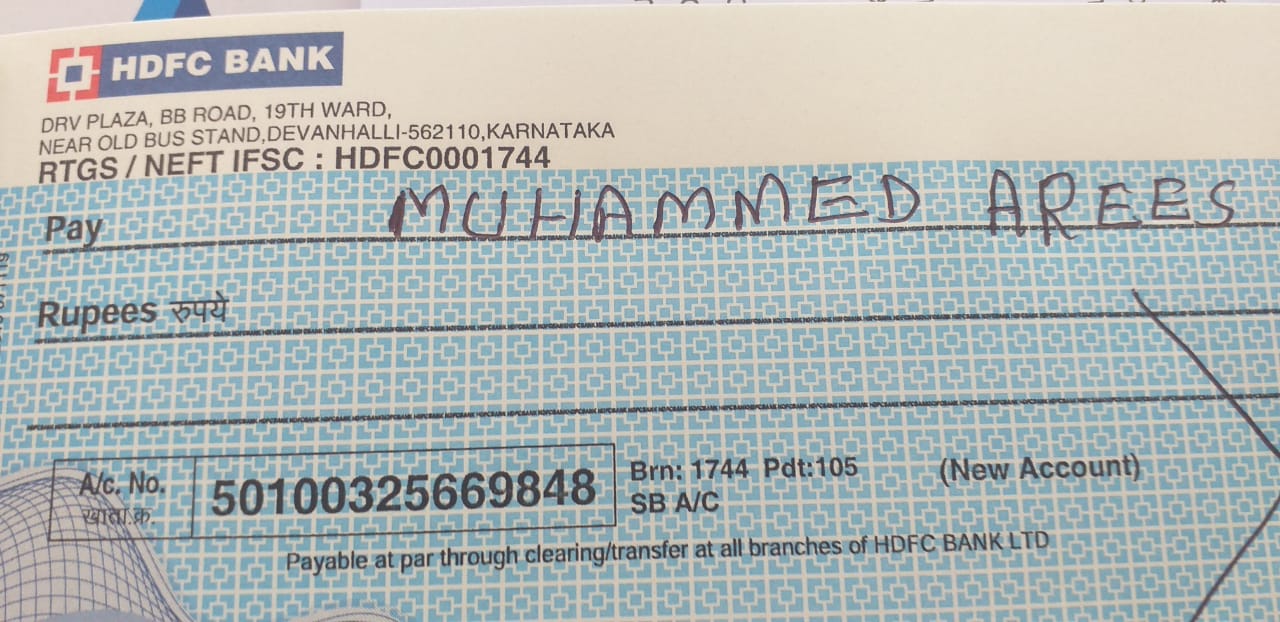 HDFC BANK
DRV PLAZA, BB ROAD, 19TH WARD,
NEAR OLD BUS STAND,DEVANHALLI-562110,KARNATAKA
RTGS / NEFT IFSC : HDFC0001744
Pay MUHAMMED AREES
Rupees रुपये
A/c. No. 50100325669848 Brn: 1744 Pdt:105 (New Account)
खाता क्र. SB A/C
Payable at par through clearing/transfer at all branches of HDFC BANK LTD